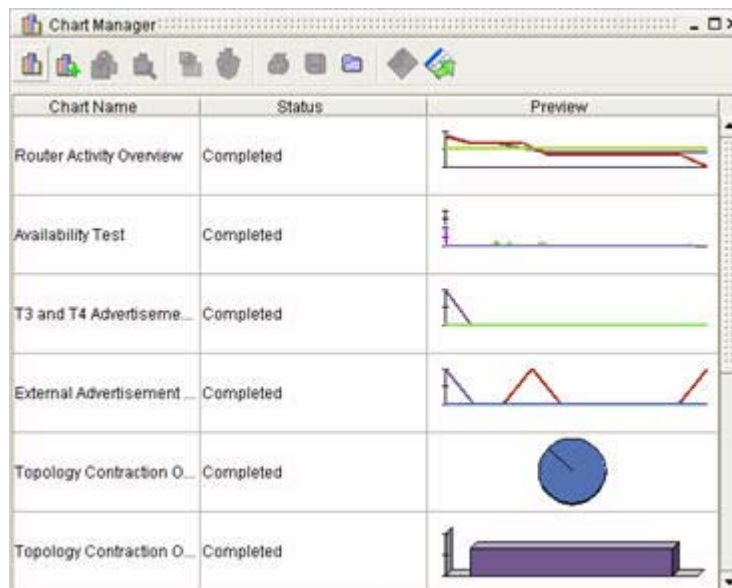 Chart Manager
Chart Name Status Preview
Router Activity Overview Completed
Availability Test Completed
T3 and T4 Advertiseme... Completed
External Advertisement ... Completed
Topology Contraction O... Completed
Topology Contraction O... Completed